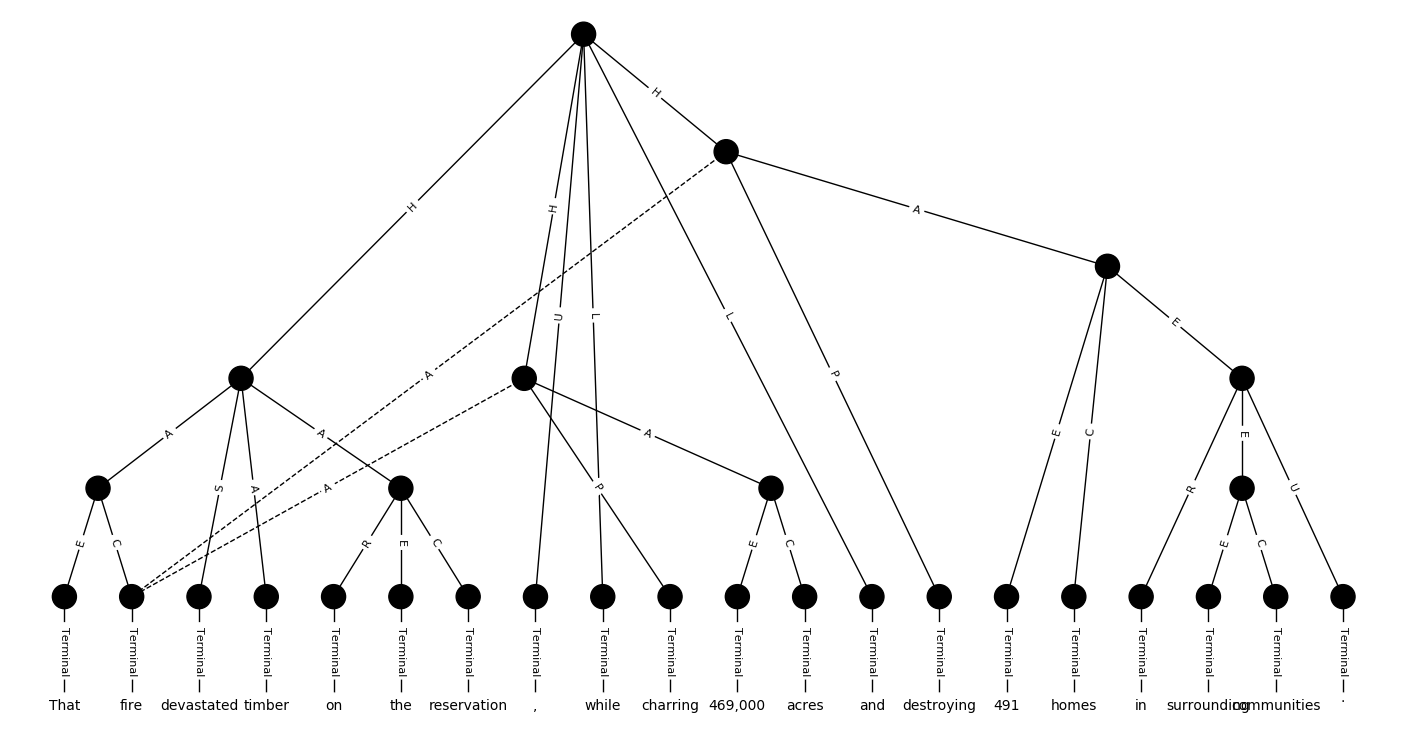 H
H
A
H
U
L
L
P
A
E
A
S
A
A
A
P
A
E
C
R
E
U
E
C
R
E
C
E
C
E
C
Terminal Terminal Terminal Terminal Terminal Terminal Terminal Terminal Terminal Terminal Terminal Terminal Terminal Terminal Terminal Terminal Terminal Terminal Terminal Terminal
That fire devastated timber on the reservation , while charring 469,000 acres and destroying 491 homes in surrounding communities .